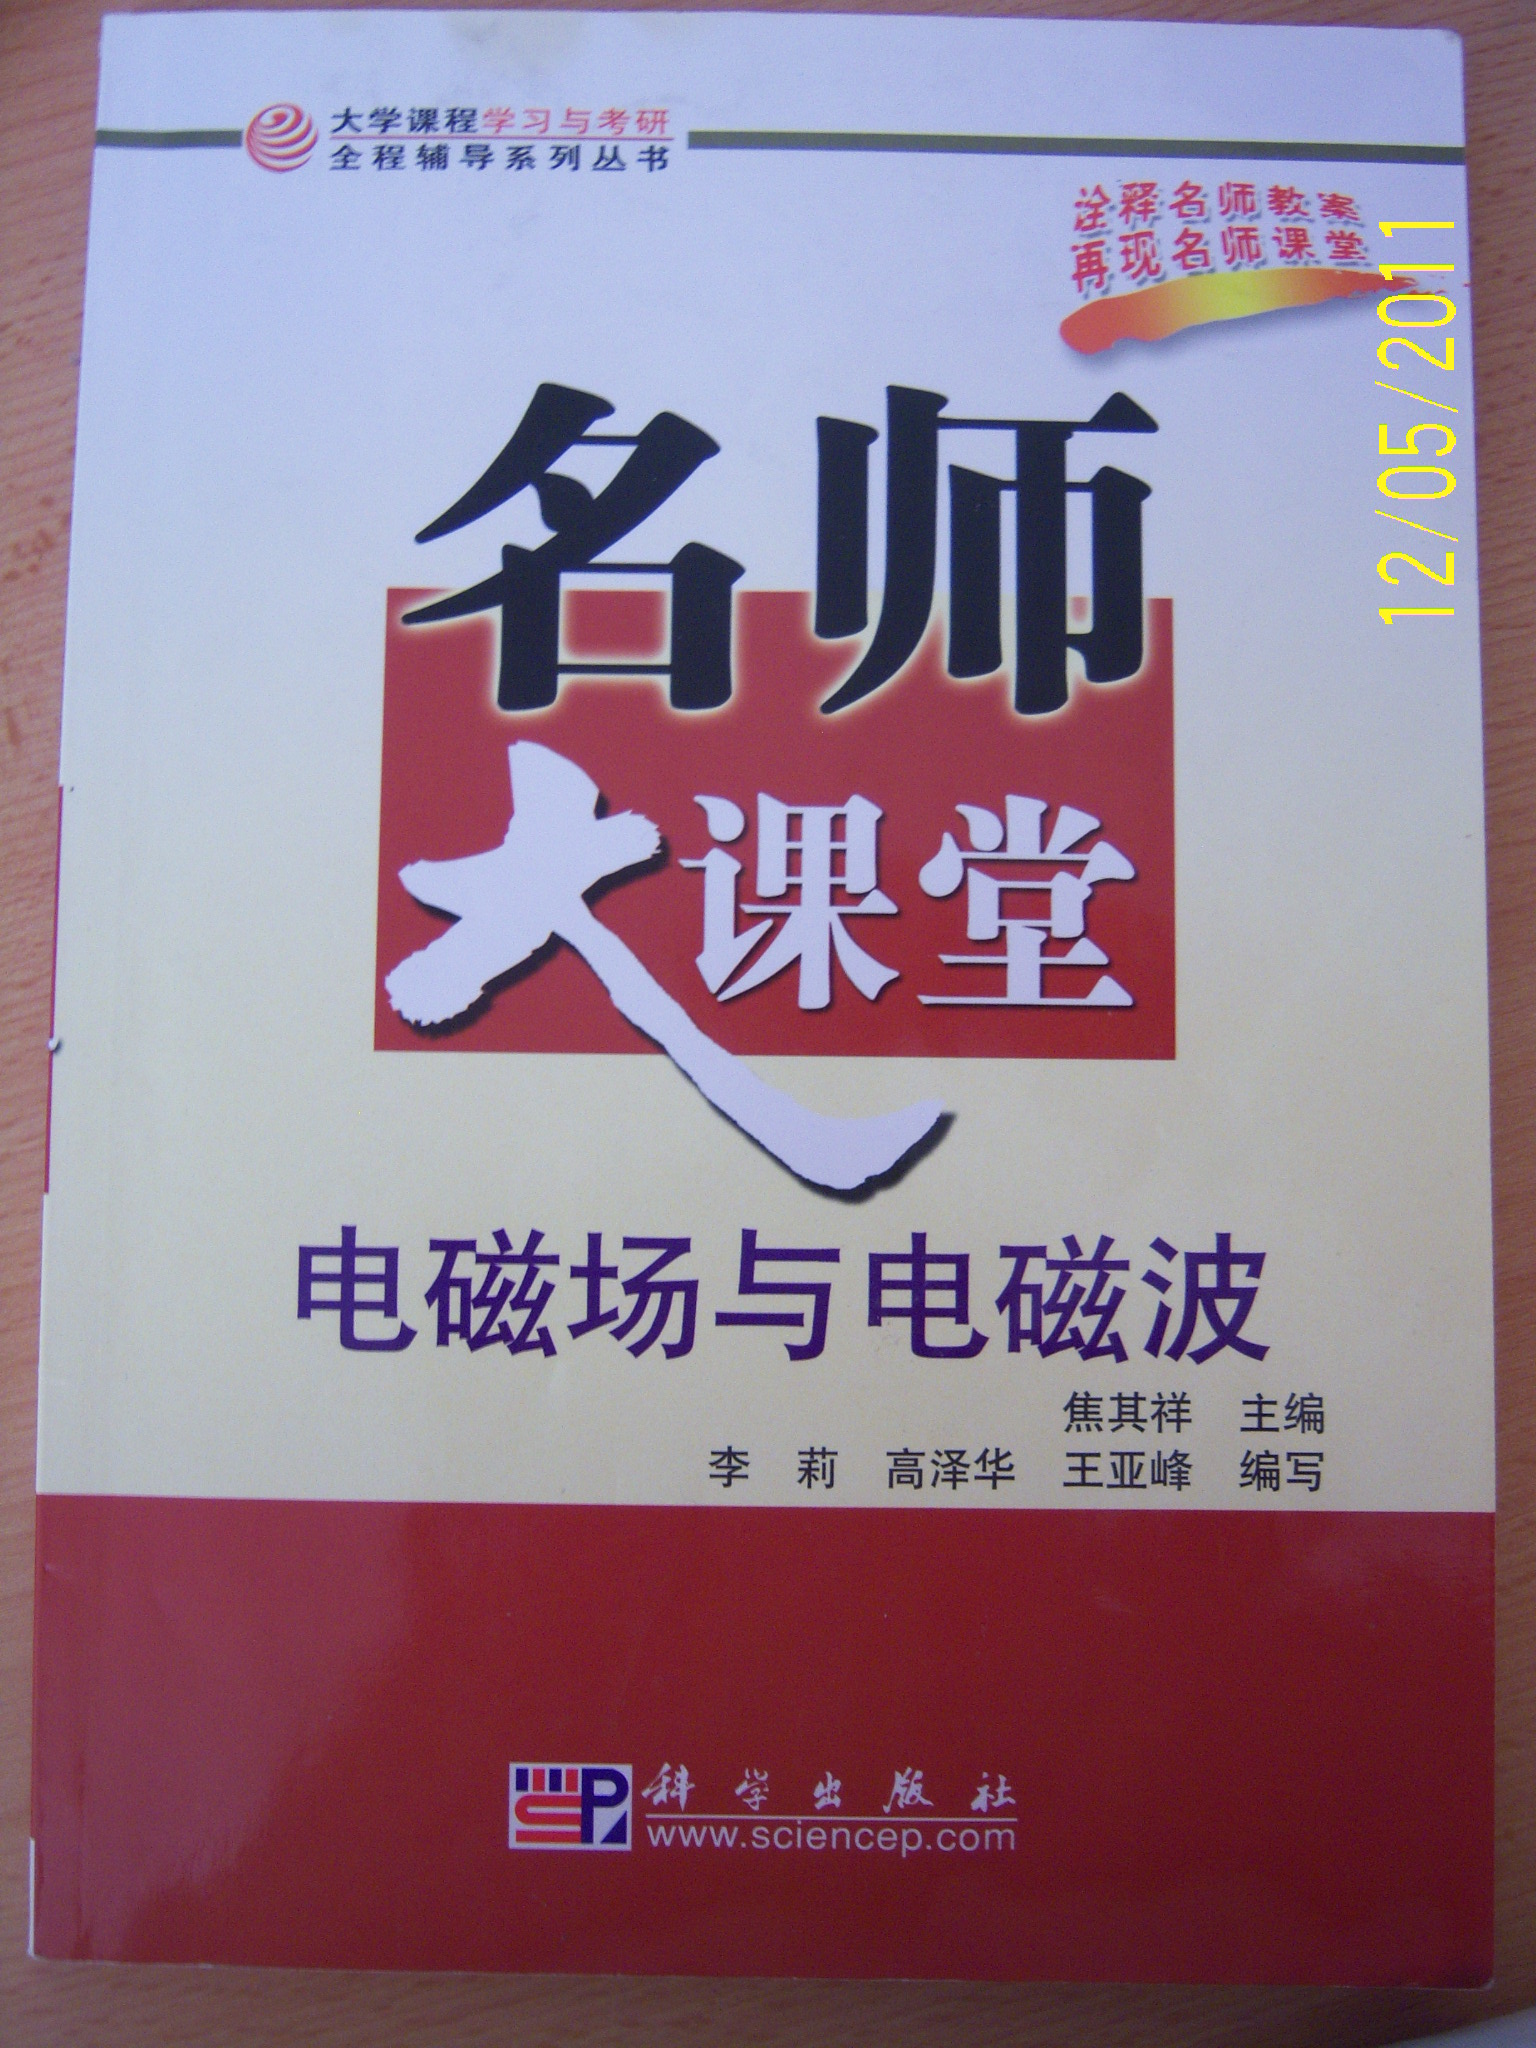 大学课程学习与考研
全程辅导系列丛书
诠释名师教案
再现名师课堂
12/05/2011
名师
大课堂
电磁场与电磁波
焦其祥 主编
李 莉 高泽华 王亚峰 编写
科学出版社
www.sciencep.com